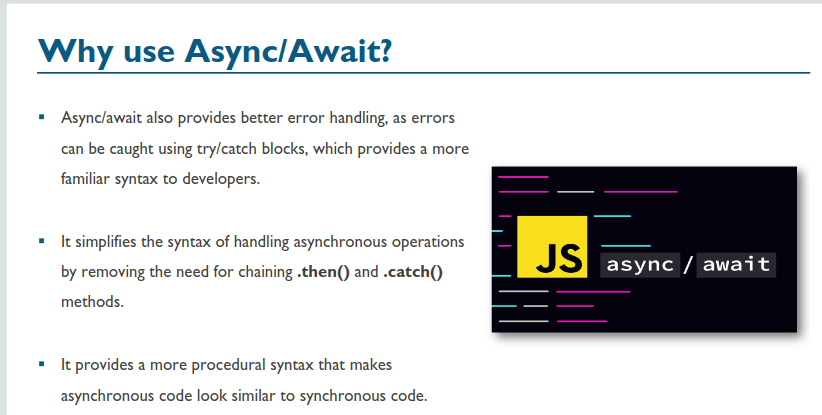 Why use Async/Await?
▪ Async/await also provides better error handling, as errors
can be caught using try/catch blocks, which provides a more
familiar syntax to developers.
▪ It simplifies the syntax of handling asynchronous operations
by removing the need for chaining .then() and .catch()
methods.
▪ It provides a more procedural syntax that makes
asynchronous code look similar to synchronous code.
JS async / await